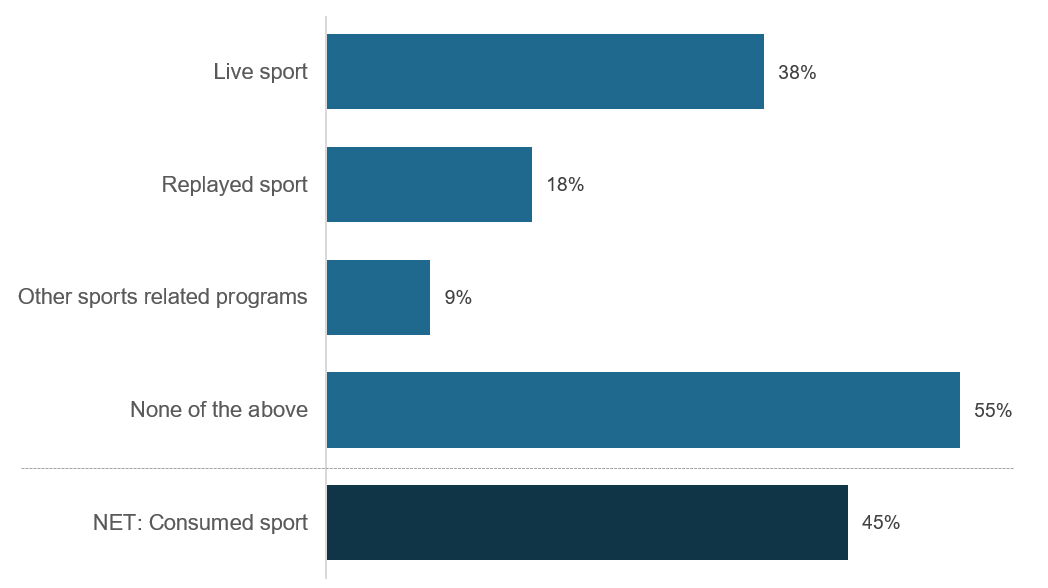 Live sport 38%
Replayed sport 18%
Other sports related programs 9%
None of the above 55%
NET: Consumed sport 45%